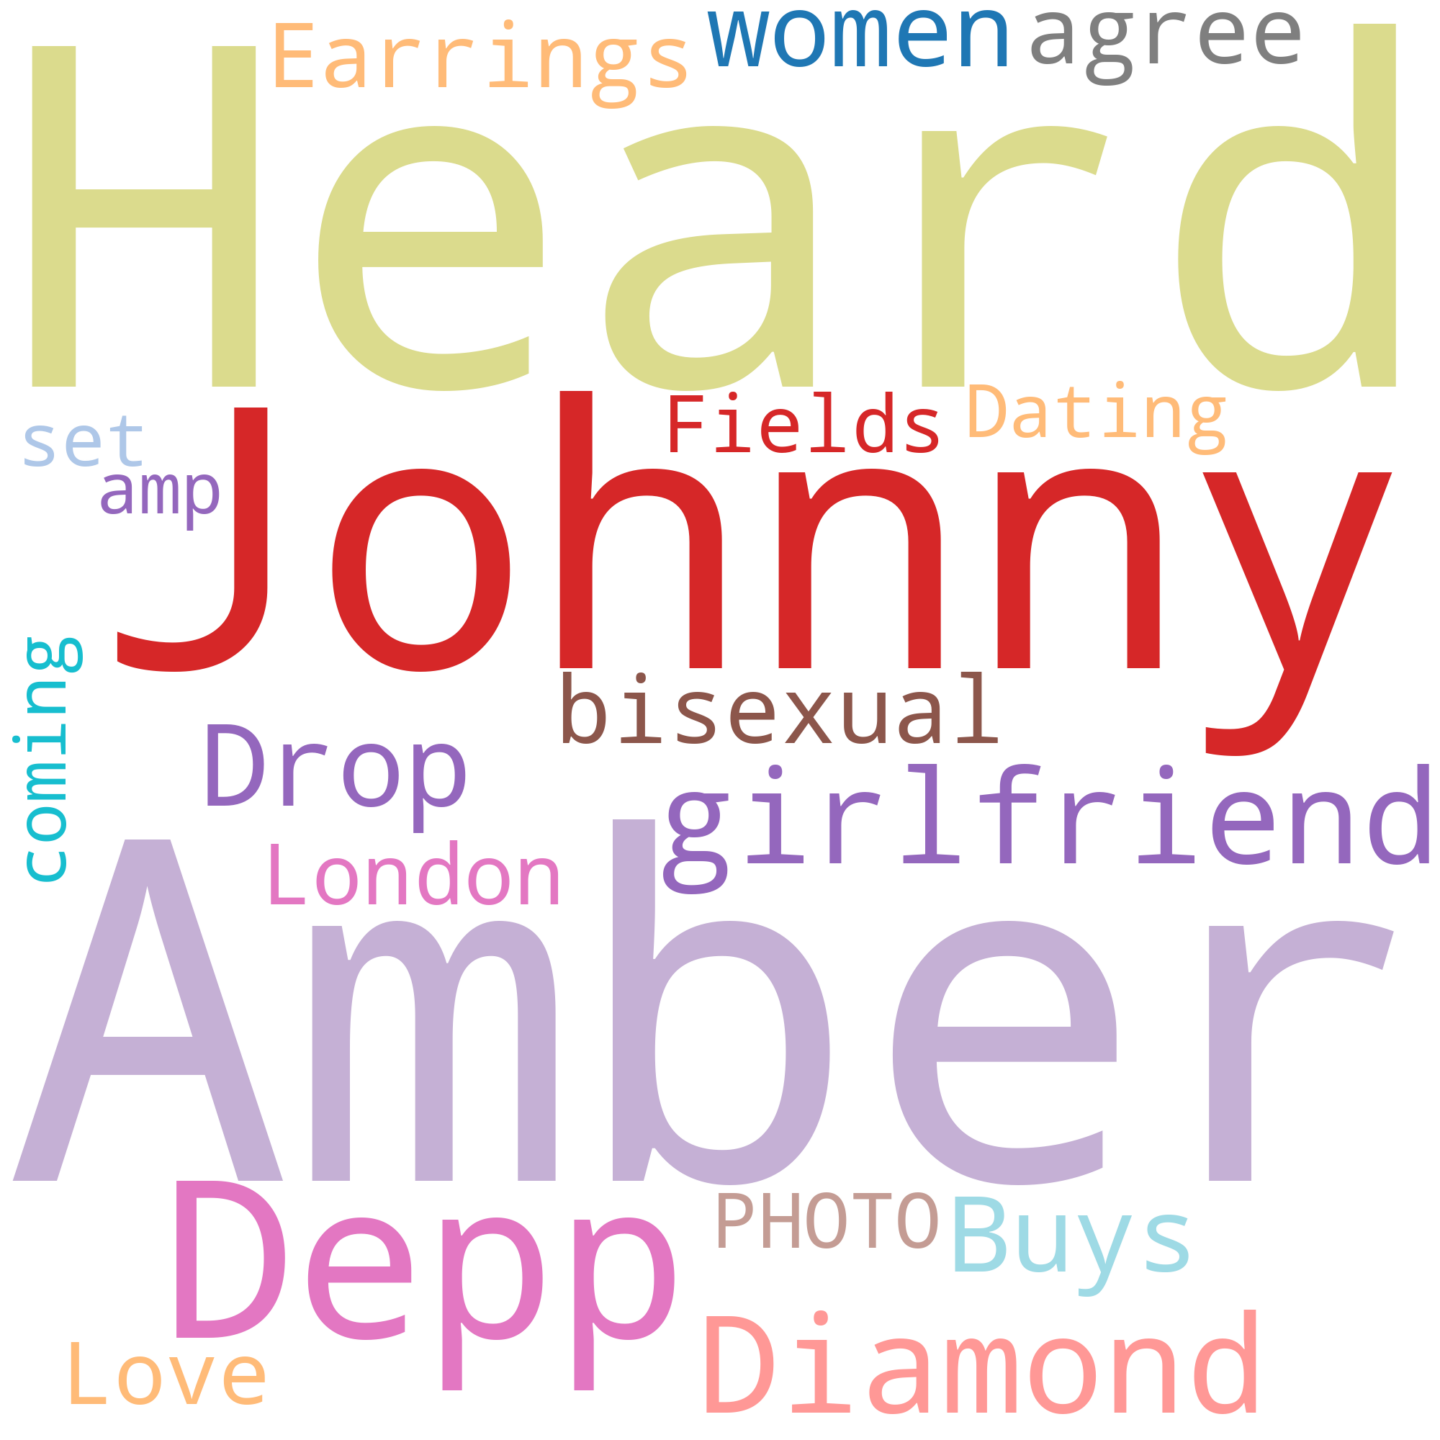 Earrings women agree
Heard
set Fields Dating
amp
Johnny
coming
bisexual
Drop
girlfriend
London
Amber
Depp
PHOTO Buys
Love
Diamond